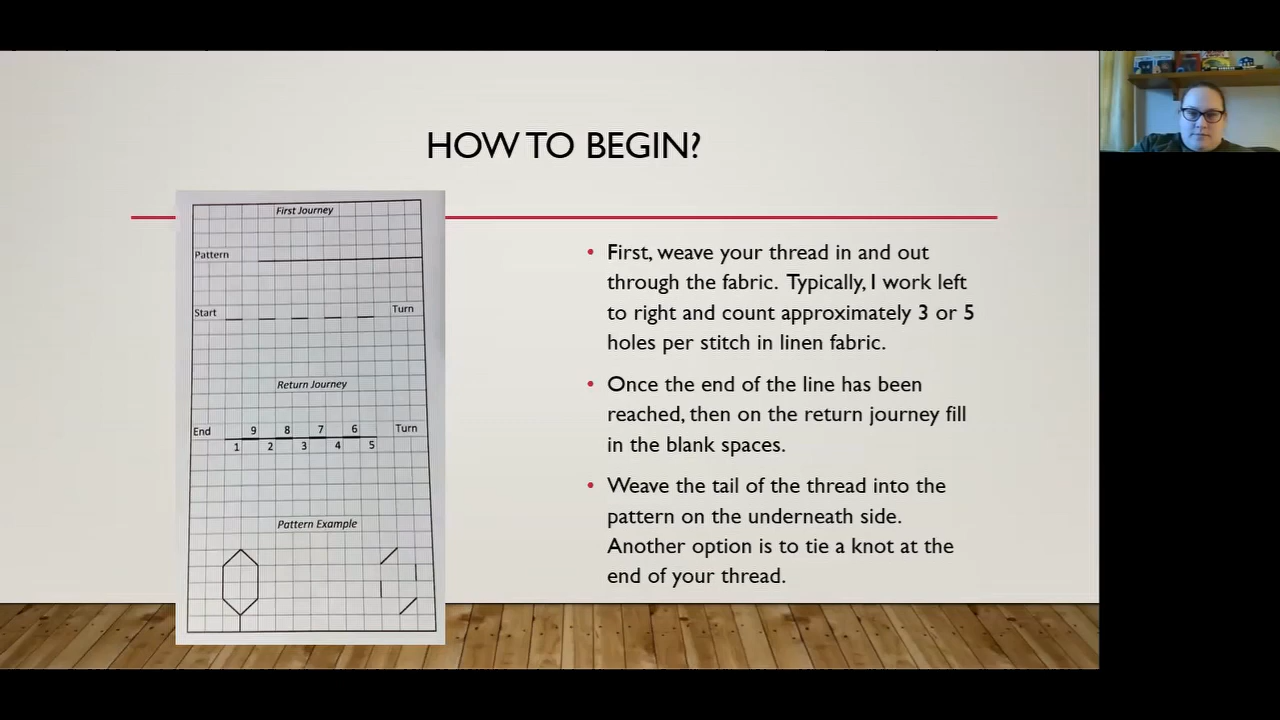 HOW TO BEGIN?
First Journey
Pattern
Start
Turn
Return Journey
End
9 8 7 6
Turn
1 2 3 4 5
Pattern Example
• First, weave your thread in and out
through the fabric. Typically, I work left
to right and count approximately 3 or 5
holes per stitch in linen fabric.
• Once the end of the line has been
reached, then on the return journey fill
in the blank spaces.
• Weave the tail of the thread into the
pattern on the underneath side.
Another option is to tie a knot at the
end of your thread.